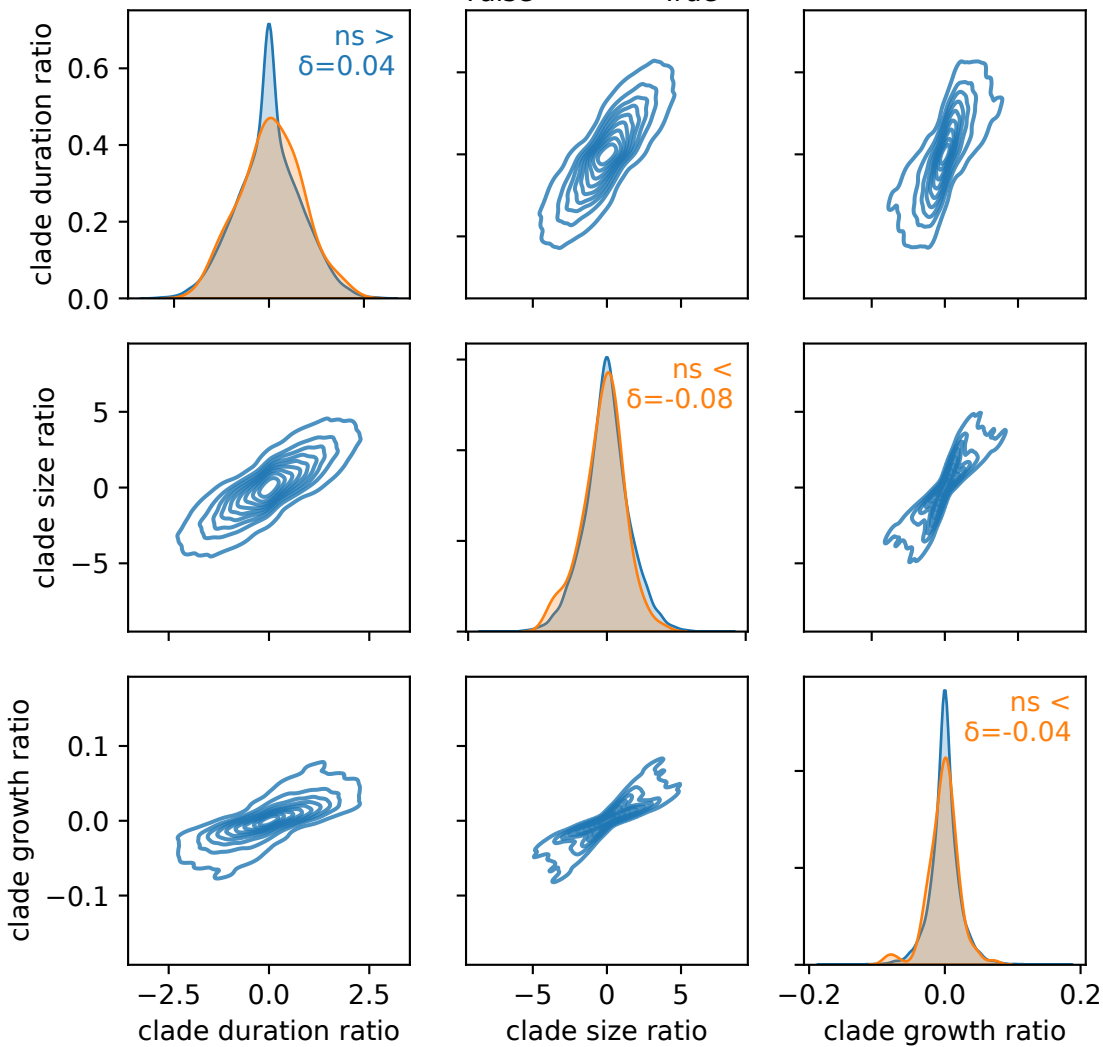 clade duration ratio
0.6
0.4
0.2
0.0
ns >
δ=0.04
clade size ratio
5
0
−5
ns <
δ=-0.08
clade growth ratio
0.1
0.0
−0.1
ns <
δ=-0.04
−2.5
0.0
2.5
−5
0
5
−0.2
0.0
0.2
clade duration ratio
clade size ratio
clade growth ratio